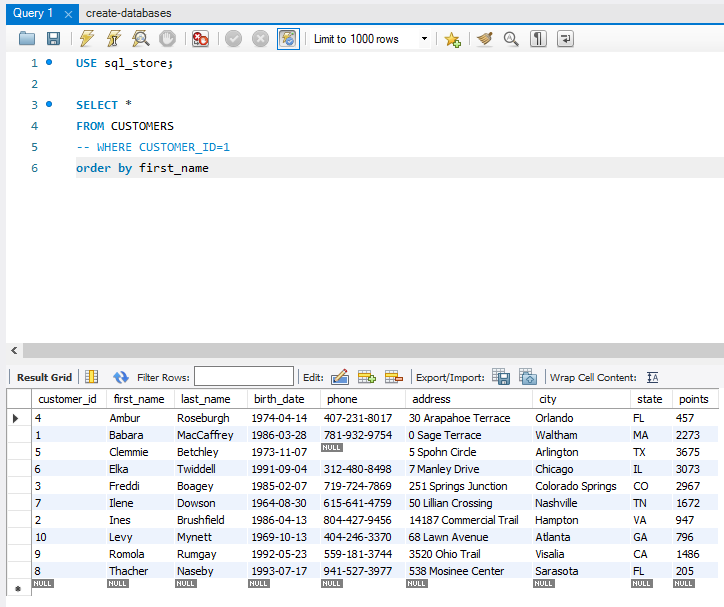 Query 1 × create-databases
Limit to 1000 rows
1 USE sql_store;
2
3 SELECT *
4 FROM CUSTOMERS
5 -- WHERE CUSTOMER_ID=1
6 order by first_name
Result Grid Filter Rows: Edit: Export/Import: Wrap Cell Content: IA
customer_id first_name last_name birth_date phone address city state points
4 Ambur Roseburgh 1974-04-14 407-231-8017 30 Arapahoe Terrace Orlando FL 457
1 Babara MacCaffrey 1986-03-28 781-932-9754 0 Sage Terrace Waltham MA 2273
5 Clemmie Betchley 1973-11-07 NULL 5 Spohn Circle Arlington TX 3675
6 Elka Twiddell 1991-09-04 312-480-8498 7 Manley Drive Chicago IL 3073
3 Freddi Boagey 1985-02-07 719-724-7869 251 Springs Junction Colorado Springs CO 2967
7 Ilene Dowson 1964-08-30 615-641-4759 50 Lillian Crossing Nashville TN 1672
2 Ines Brushfield 1986-04-13 804-427-9456 14187 Commercial Trail Hampton VA 947
10 Levy Mynett 1969-10-13 404-246-3370 68 Lawn Avenue Atlanta GA 796
9 Romola Rumgay 1992-05-23 559-181-3744 3520 Ohio Trail Visalia CA 1486
8 Thacher Naseby 1993-07-17 941-527-3977 538 Mosinee Center Sarasota FL 205
NULL NULL NULL NULL NULL NULL NULL NULL NULL